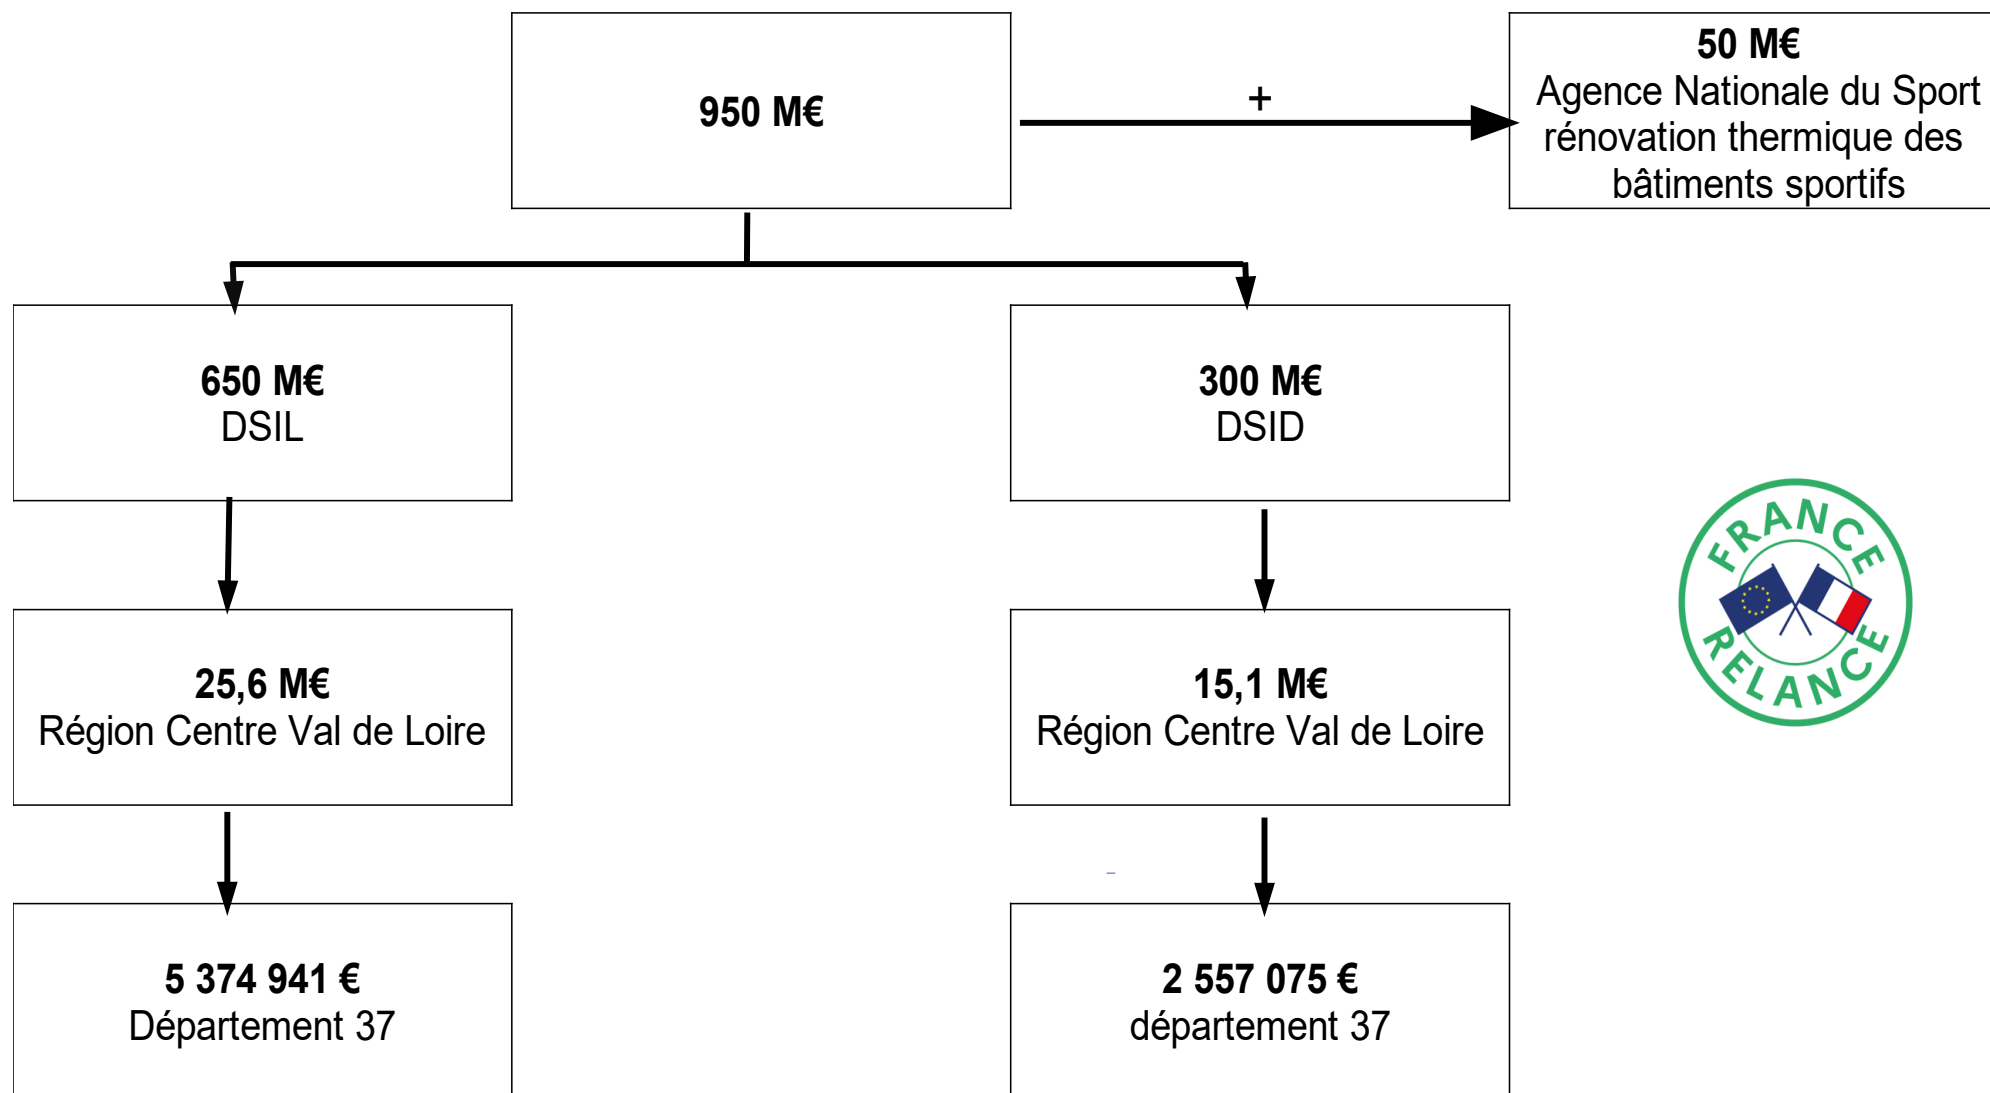 950 M€
+
50 M€
Agence Nationale du Sport
rénovation thermique des
bâtiments sportifs
650 M€
DSIL
300 M€
DSID
25,6 M€
Région Centre Val de Loire
15,1 M€
Région Centre Val de Loire
FRANCE
RELANCE
5 374 941 €
Département 37
2 557 075 €
département 37